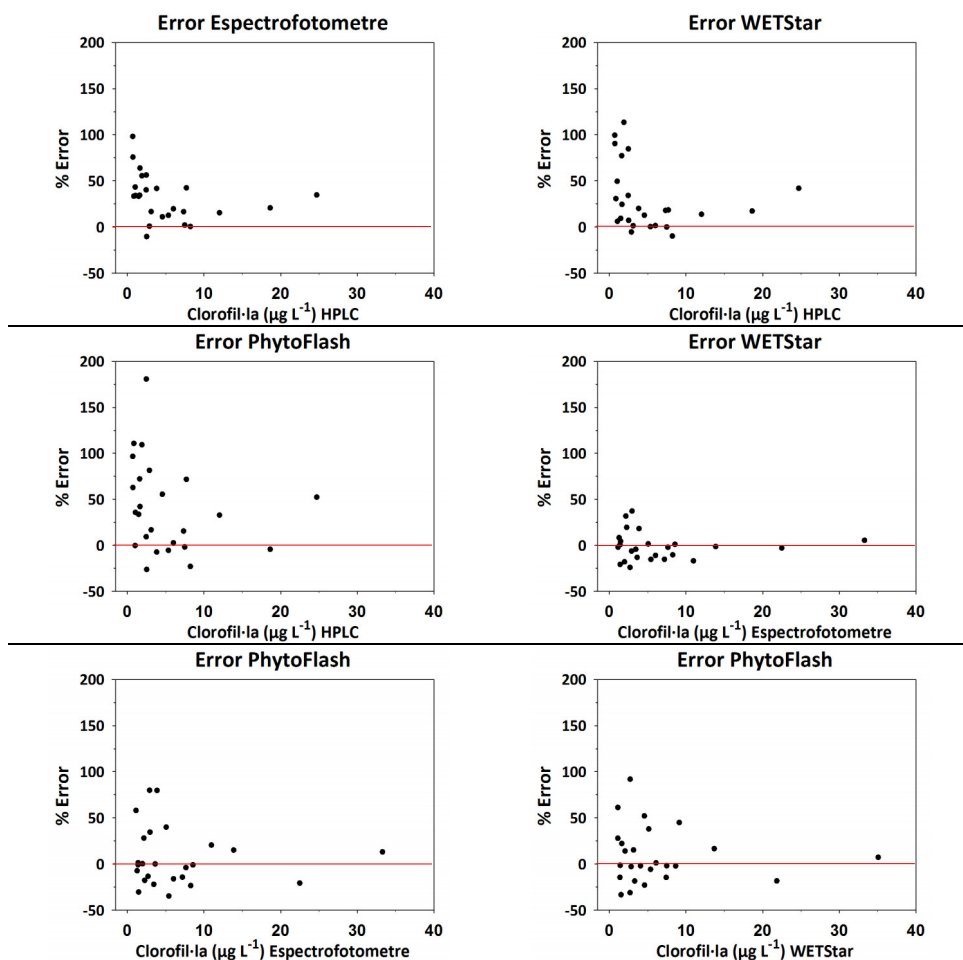 Error Espectrofotometre
200
150
100
50
0
-50
% Error
0 10 20 30 40
Clorofil·la (µg L-1) HPLC
Error WETStar
200
150
100
50
0
-50
% Error
0 10 20 30 40
Clorofil·la (µg L-1) HPLC
Error PhytoFlash
200
150
100
50
0
-50
% Error
0 10 20 30 40
Clorofil·la (µg L-1) HPLC
Error WETStar
200
150
100
50
0
-50
% Error
0 10 20 30 40
Clorofil·la (µg L-1) Espectrofotometre
Error PhytoFlash
200
150
100
50
0
-50
% Error
0 10 20 30 40
Clorofil·la (µg L-1) Espectrofotometre
Error PhytoFlash
200
150
100
50
0
-50
% Error
0 10 20 30 40
Clorofil·la (µg L-1) WETStar